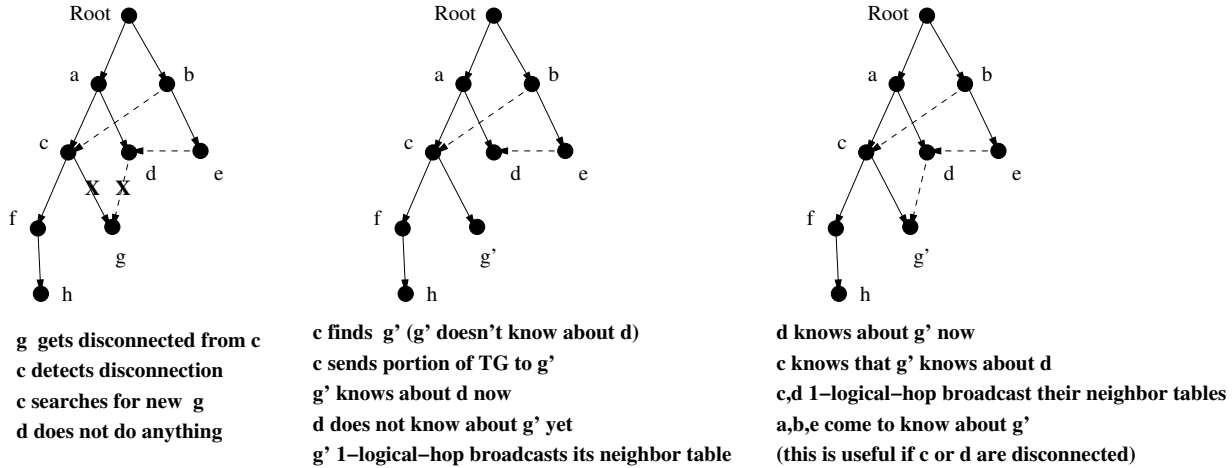 Root
a
b
c
d
e
X X
f
g
h
g gets disconnected from c
c detects disconnection
c searches for new g
d does not do anything
Root
a
b
c
d
e
f
g’
h
c finds g’ (g’ doesn’t know about d)
c sends portion of TG to g’
g’ knows about d now
d does not know about g’ yet
g’ 1−logical−hop broadcasts its neighbor table
Root
a
b
c
d
e
f
g’
h
d knows about g’ now
c knows that g’ knows about d
c,d 1−logical−hop broadcast their neighbor tables
a,b,e come to know about g’
(this is useful if c or d are disconnected)